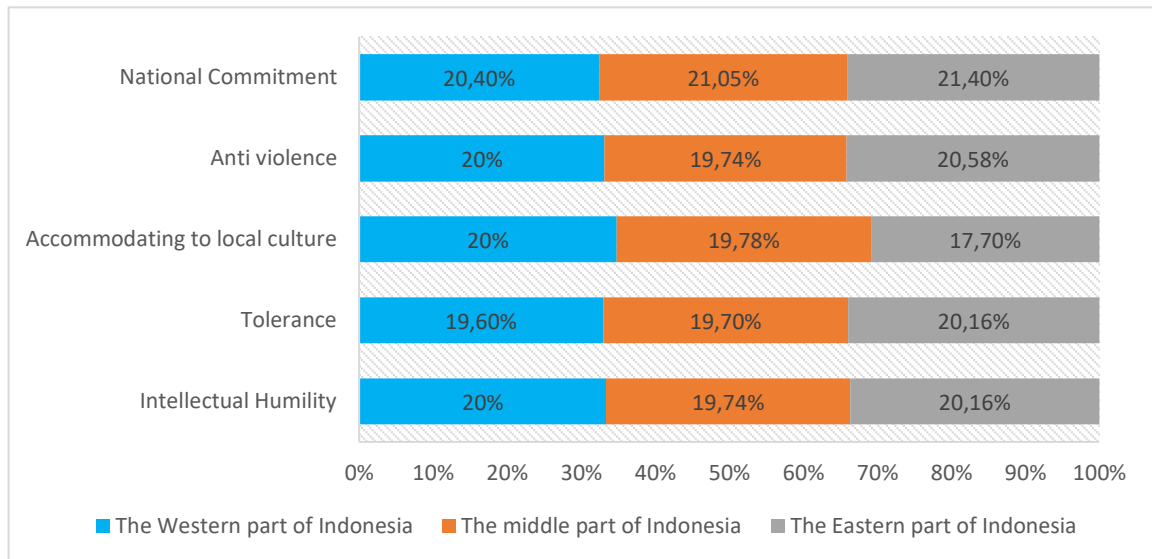 National Commitment
20,40% 21,05% 21,40%
Anti violence
20% 19,74% 20,58%
Accommodating to local culture
20% 19,78% 17,70%
Tolerance
19,60% 19,70% 20,16%
Intellectual Humility
20% 19,74% 20,16%
0% 10% 20% 30% 40% 50% 60% 70% 80% 90% 100%
The Western part of Indonesia The middle part of Indonesia The Eastern part of Indonesia